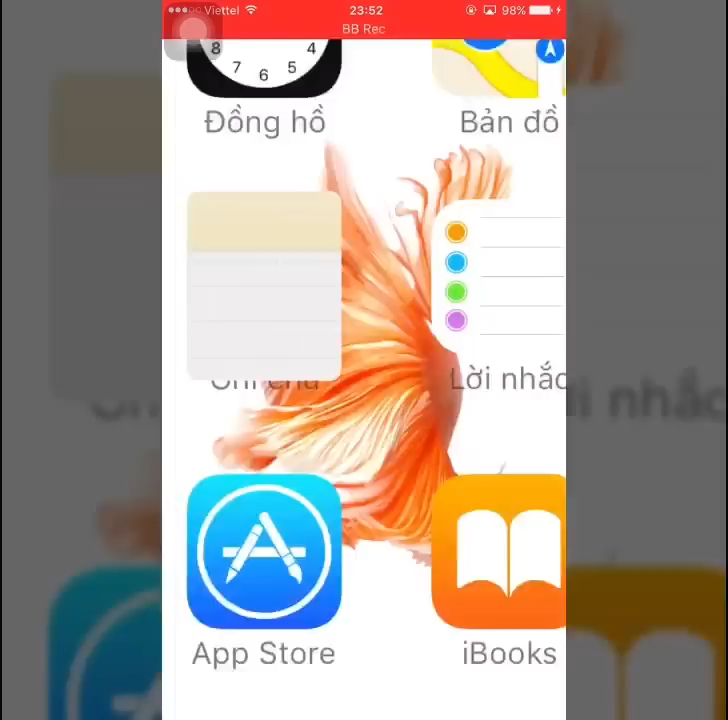 Viettel 23:52 98%
BB Rec
8 7 6 5 4
Đồng hồ
Bản đồ
Lời nhắc
App Store
iBooks